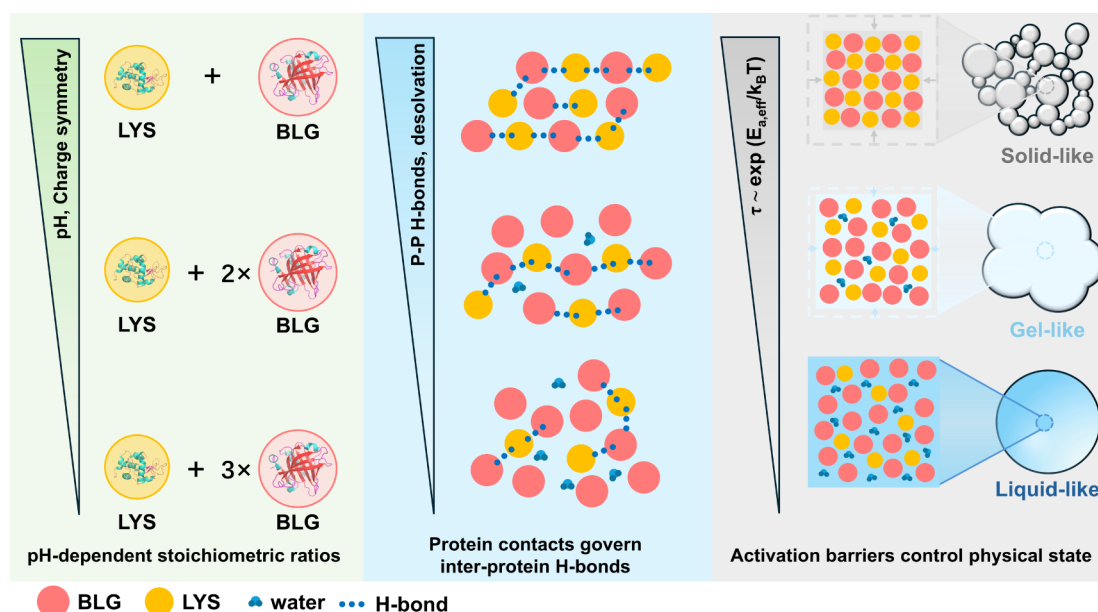 pH, Charge symmetry
LYS
+
BLG
LYS
+ 2×
BLG
LYS
+ 3×
BLG
pH-dependent stoichiometric ratios
P-P H-bonds, desolvation
Protein contacts govern
inter-protein H-bonds
τ ~ exp (E_{a,eff}/k_BT)
Solid-like
Gel-like
Liquid-like
Activation barriers control physical state
BLG
LYS
water
H-bond